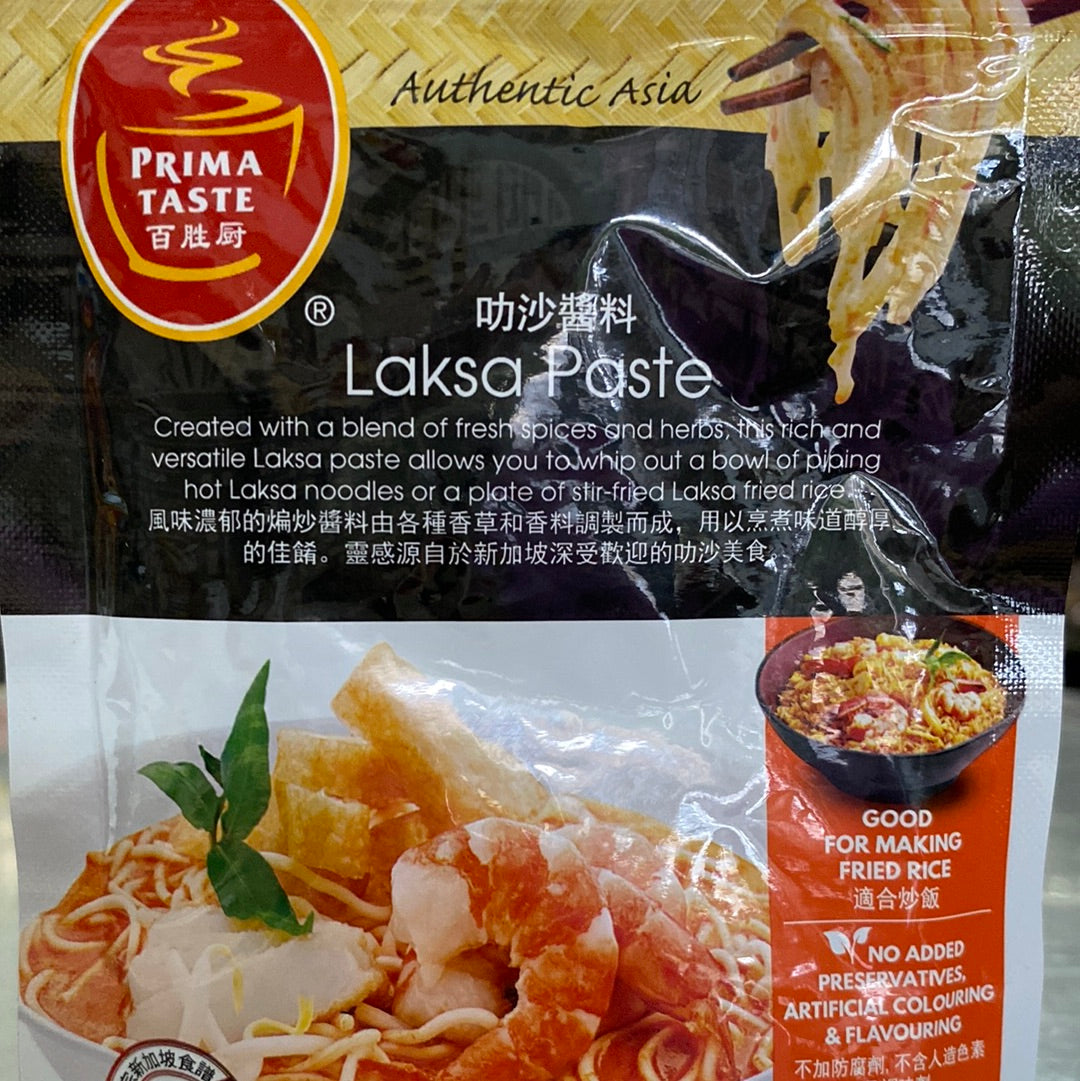 Authentic Asia
PRIMA
TASTE
百胜厨
®
叻沙醬料
Laksa Paste
Created with a blend of fresh spices and herbs, this rich and
versatile Laksa paste allows you to whip out a bowl of piping
hot Laksa noodles or a plate of stir-fried Laksa fried rice.
風味濃郁的煸炒醬料由各種香草和香料調製而成，用以烹煮味道醇厚
的佳餚。靈感源自於新加坡深受歡迎的叻沙美食。
GOOD
FOR MAKING
FRIED RICE
適合炒飯
NO ADDED
PRESERVATIVES,
ARTIFICIAL COLOURING
& FLAVOURING
不加防腐劑, 不含人造色素
新加坡食譜